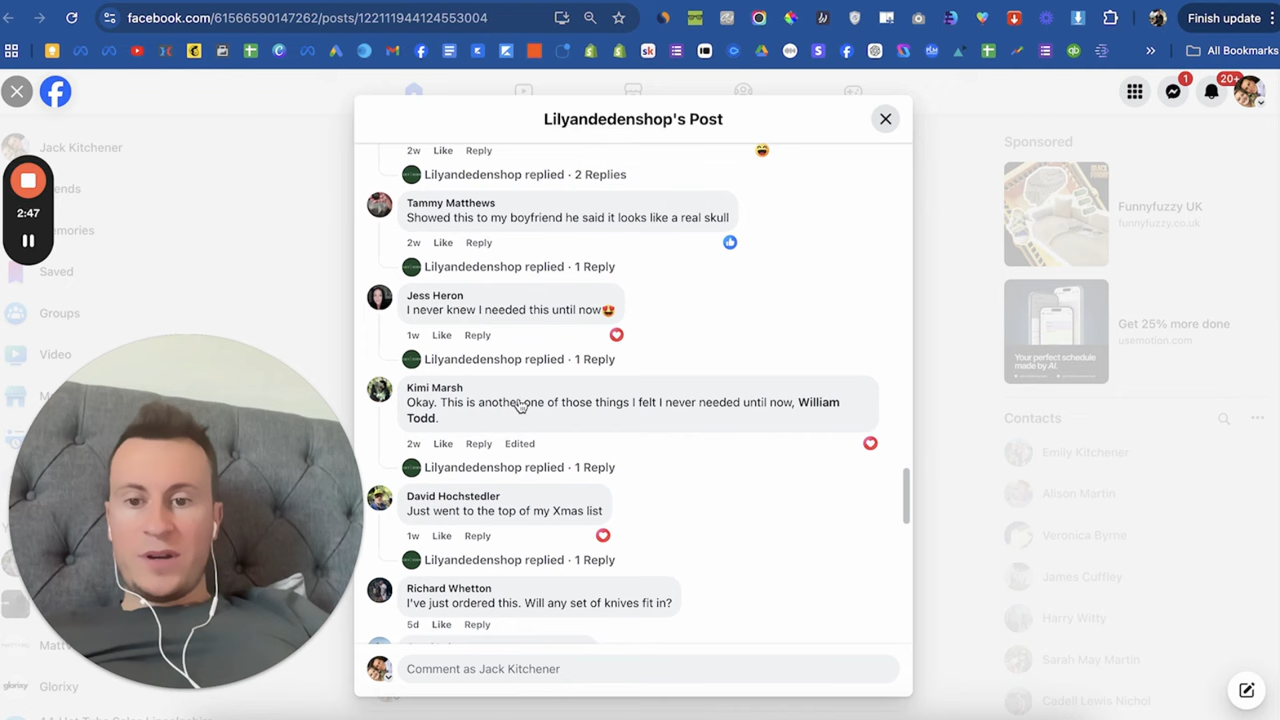 facebook.com/61566590147262/posts/122111944124553004
Finish update
All Bookmarks
1
20+
Jack Kitchener
Saved
Groups
Video
Glorixy
2:47
Lilyandedenshop's Post
2w Like Reply
Lilyandedenshop replied · 2 Replies
Tammy Matthews
Showed this to my boyfriend he said it looks like a real skull
2w Like Reply
Lilyandedenshop replied · 1 Reply
Jess Heron
I never knew I needed this until now😍
1w Like Reply
Lilyandedenshop replied · 1 Reply
Kimi Marsh
Okay. This is another one of those things I felt I never needed until now, William
Todd.
2w Like Reply Edited
Lilyandedenshop replied · 1 Reply
David Hochstedler
Just went to the top of my Xmas list
1w Like Reply
Lilyandedenshop replied · 1 Reply
Richard Whetton
I've just ordered this. Will any set of knives fit in?
5d Like Reply
Comment as Jack Kitchener
Sponsored
Funnyfuzzy UK
funnyfuzzy.co.uk
Get 25% more done
usemotion.com
Your perfect schedule
made by AI.
Contacts
Emily Kitchener
Alison Martin
Veronica Byrne
James Cuffley
Harry Witty
Sarah May Martin
Cadell Lewis Nichol